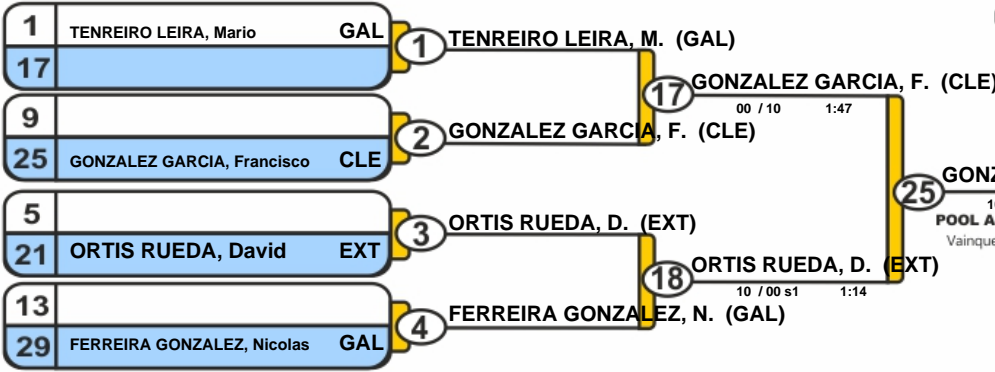 1 TENREIRO LEIRA, Mario GAL
17
1 TENREIRO LEIRA, M. (GAL)
17 GONZALEZ GARCIA, F. (CLE)
00 / 10 1:47
9
25 GONZALEZ GARCIA, Francisco CLE
2 GONZALEZ GARCIA, F. (CLE)
25 GONZ
POOL A
Vainque
5
21 ORTIS RUEDA, David EXT
3 ORTIS RUEDA, D. (EXT)
18 ORTIS RUEDA, D. (EXT)
10 / 00 s1 1:14
13
29 FERREIRA GONZALEZ, Nicolas GAL
4 FERREIRA GONZALEZ, N. (GAL)